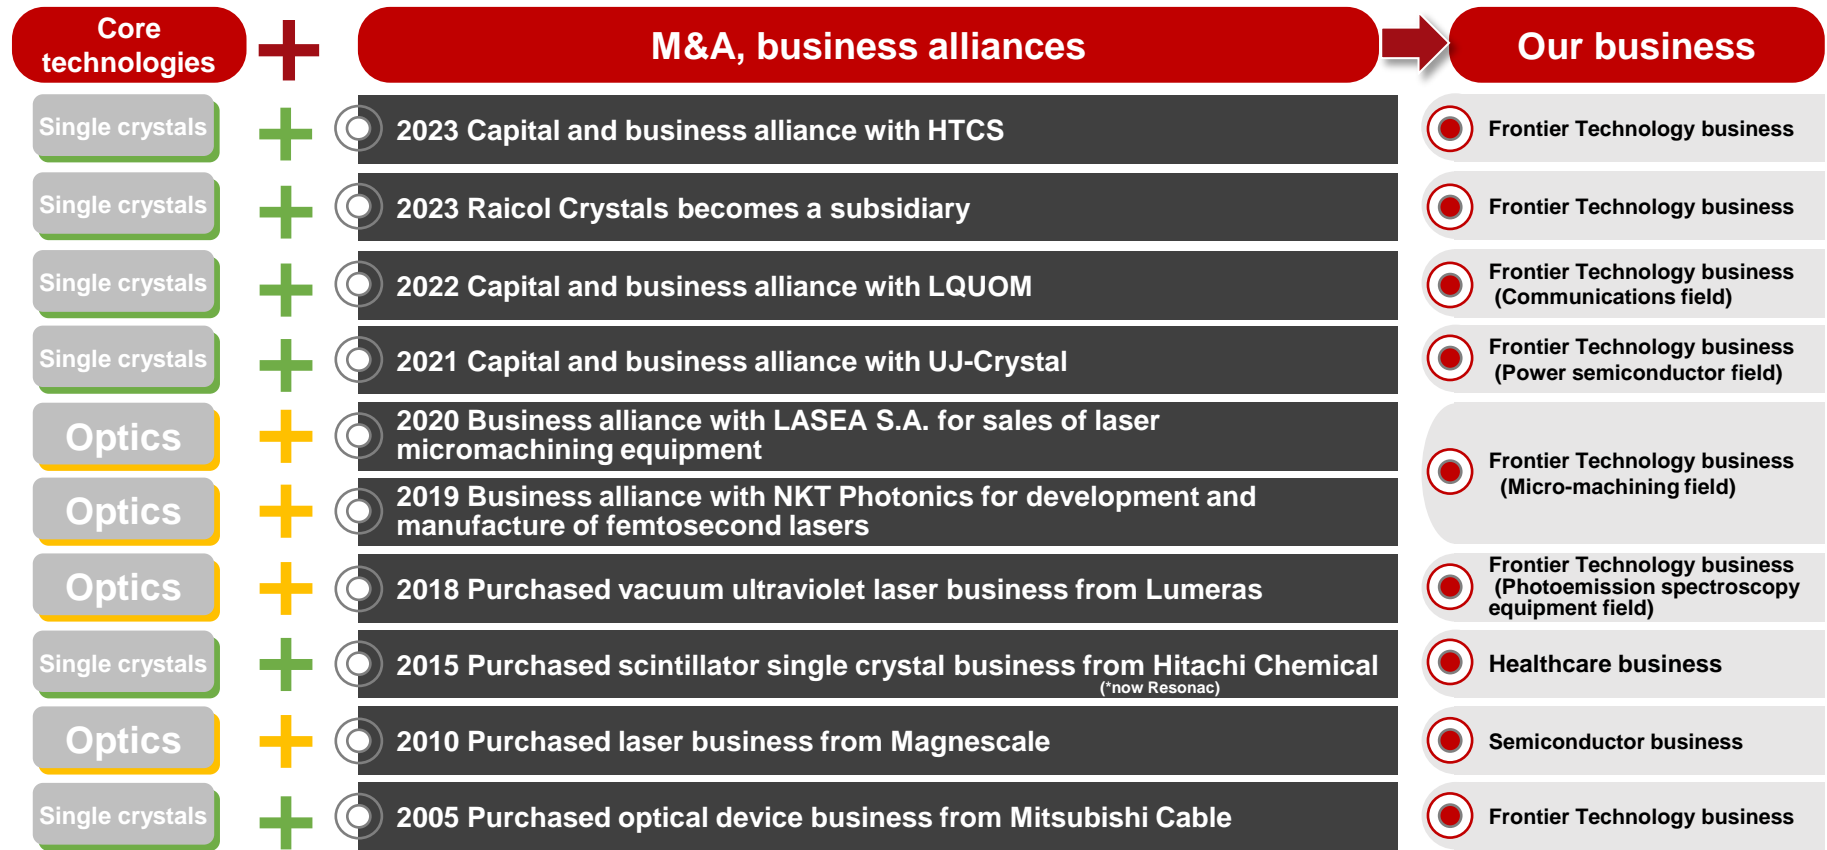 Core
technologies
M&A, business alliances
Our business
Single crystals
2023 Capital and business alliance with HTCS
Frontier Technology business
Single crystals
2023 Raicol Crystals becomes a subsidiary
Frontier Technology business
Single crystals
2022 Capital and business alliance with LQUOM
Frontier Technology business
(Communications field)
Single crystals
2021 Capital and business alliance with UJ-Crystal
Frontier Technology business
(Power semiconductor field)
Optics
2020 Business alliance with LASEA S.A. for sales of laser
micromachining equipment
Optics
2019 Business alliance with NKT Photonics for development and
manufacture of femtosecond lasers
Frontier Technology business
(Micro-machining field)
Optics
2018 Purchased vacuum ultraviolet laser business from Lumeras
Frontier Technology business
(Photoemission spectroscopy
equipment field)
Single crystals
2015 Purchased scintillator single crystal business from Hitachi Chemical
(*now Resonac)
Healthcare business
Optics
2010 Purchased laser business from Magnescale
Semiconductor business
Single crystals
2005 Purchased optical device business from Mitsubishi Cable
Frontier Technology business